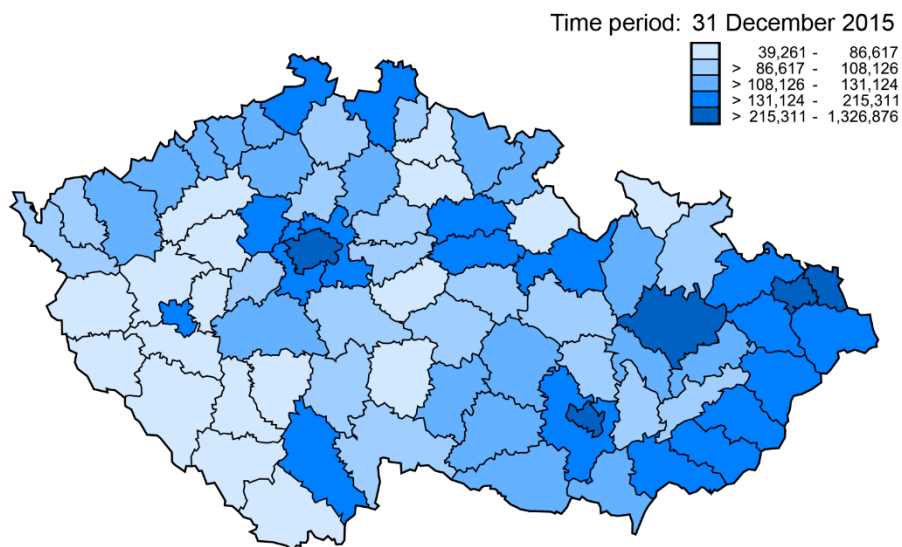 Time period: 31 December 2015
39,261 - 86,617
> 86,617 - 108,126
> 108,126 - 131,124
> 131,124 - 215,311
> 215,311 - 1,326,876